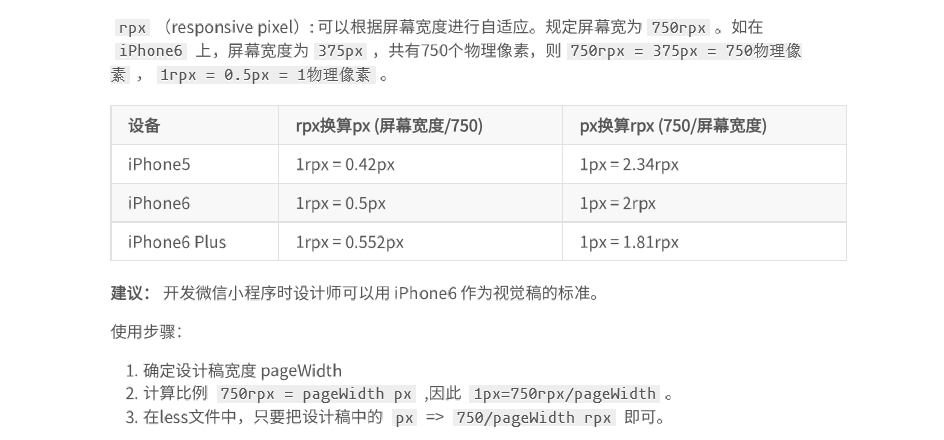 rpx （responsive pixel）: 可以根据屏幕宽度进行自适应。规定屏幕宽为 750rpx 。如在
iPhone6 上，屏幕宽度为 375px ，共有750个物理像素，则 750rpx = 375px = 750物理像
素 ， 1rpx = 0.5px = 1物理像素 。
设备 rpx换算px (屏幕宽度/750) px换算rpx (750/屏幕宽度)
iPhone5 1rpx = 0.42px 1px = 2.34rpx
iPhone6 1rpx = 0.5px 1px = 2rpx
iPhone6 Plus 1rpx = 0.552px 1px = 1.81rpx
建议： 开发微信小程序时设计师可以用 iPhone6 作为视觉稿的标准。
使用步骤：
1. 确定设计稿宽度 pageWidth
2. 计算比例 750rpx = pageWidth px ,因此 1px=750rpx/pageWidth 。
3. 在less文件中，只要把设计稿中的 px => 750/pageWidth rpx 即可。